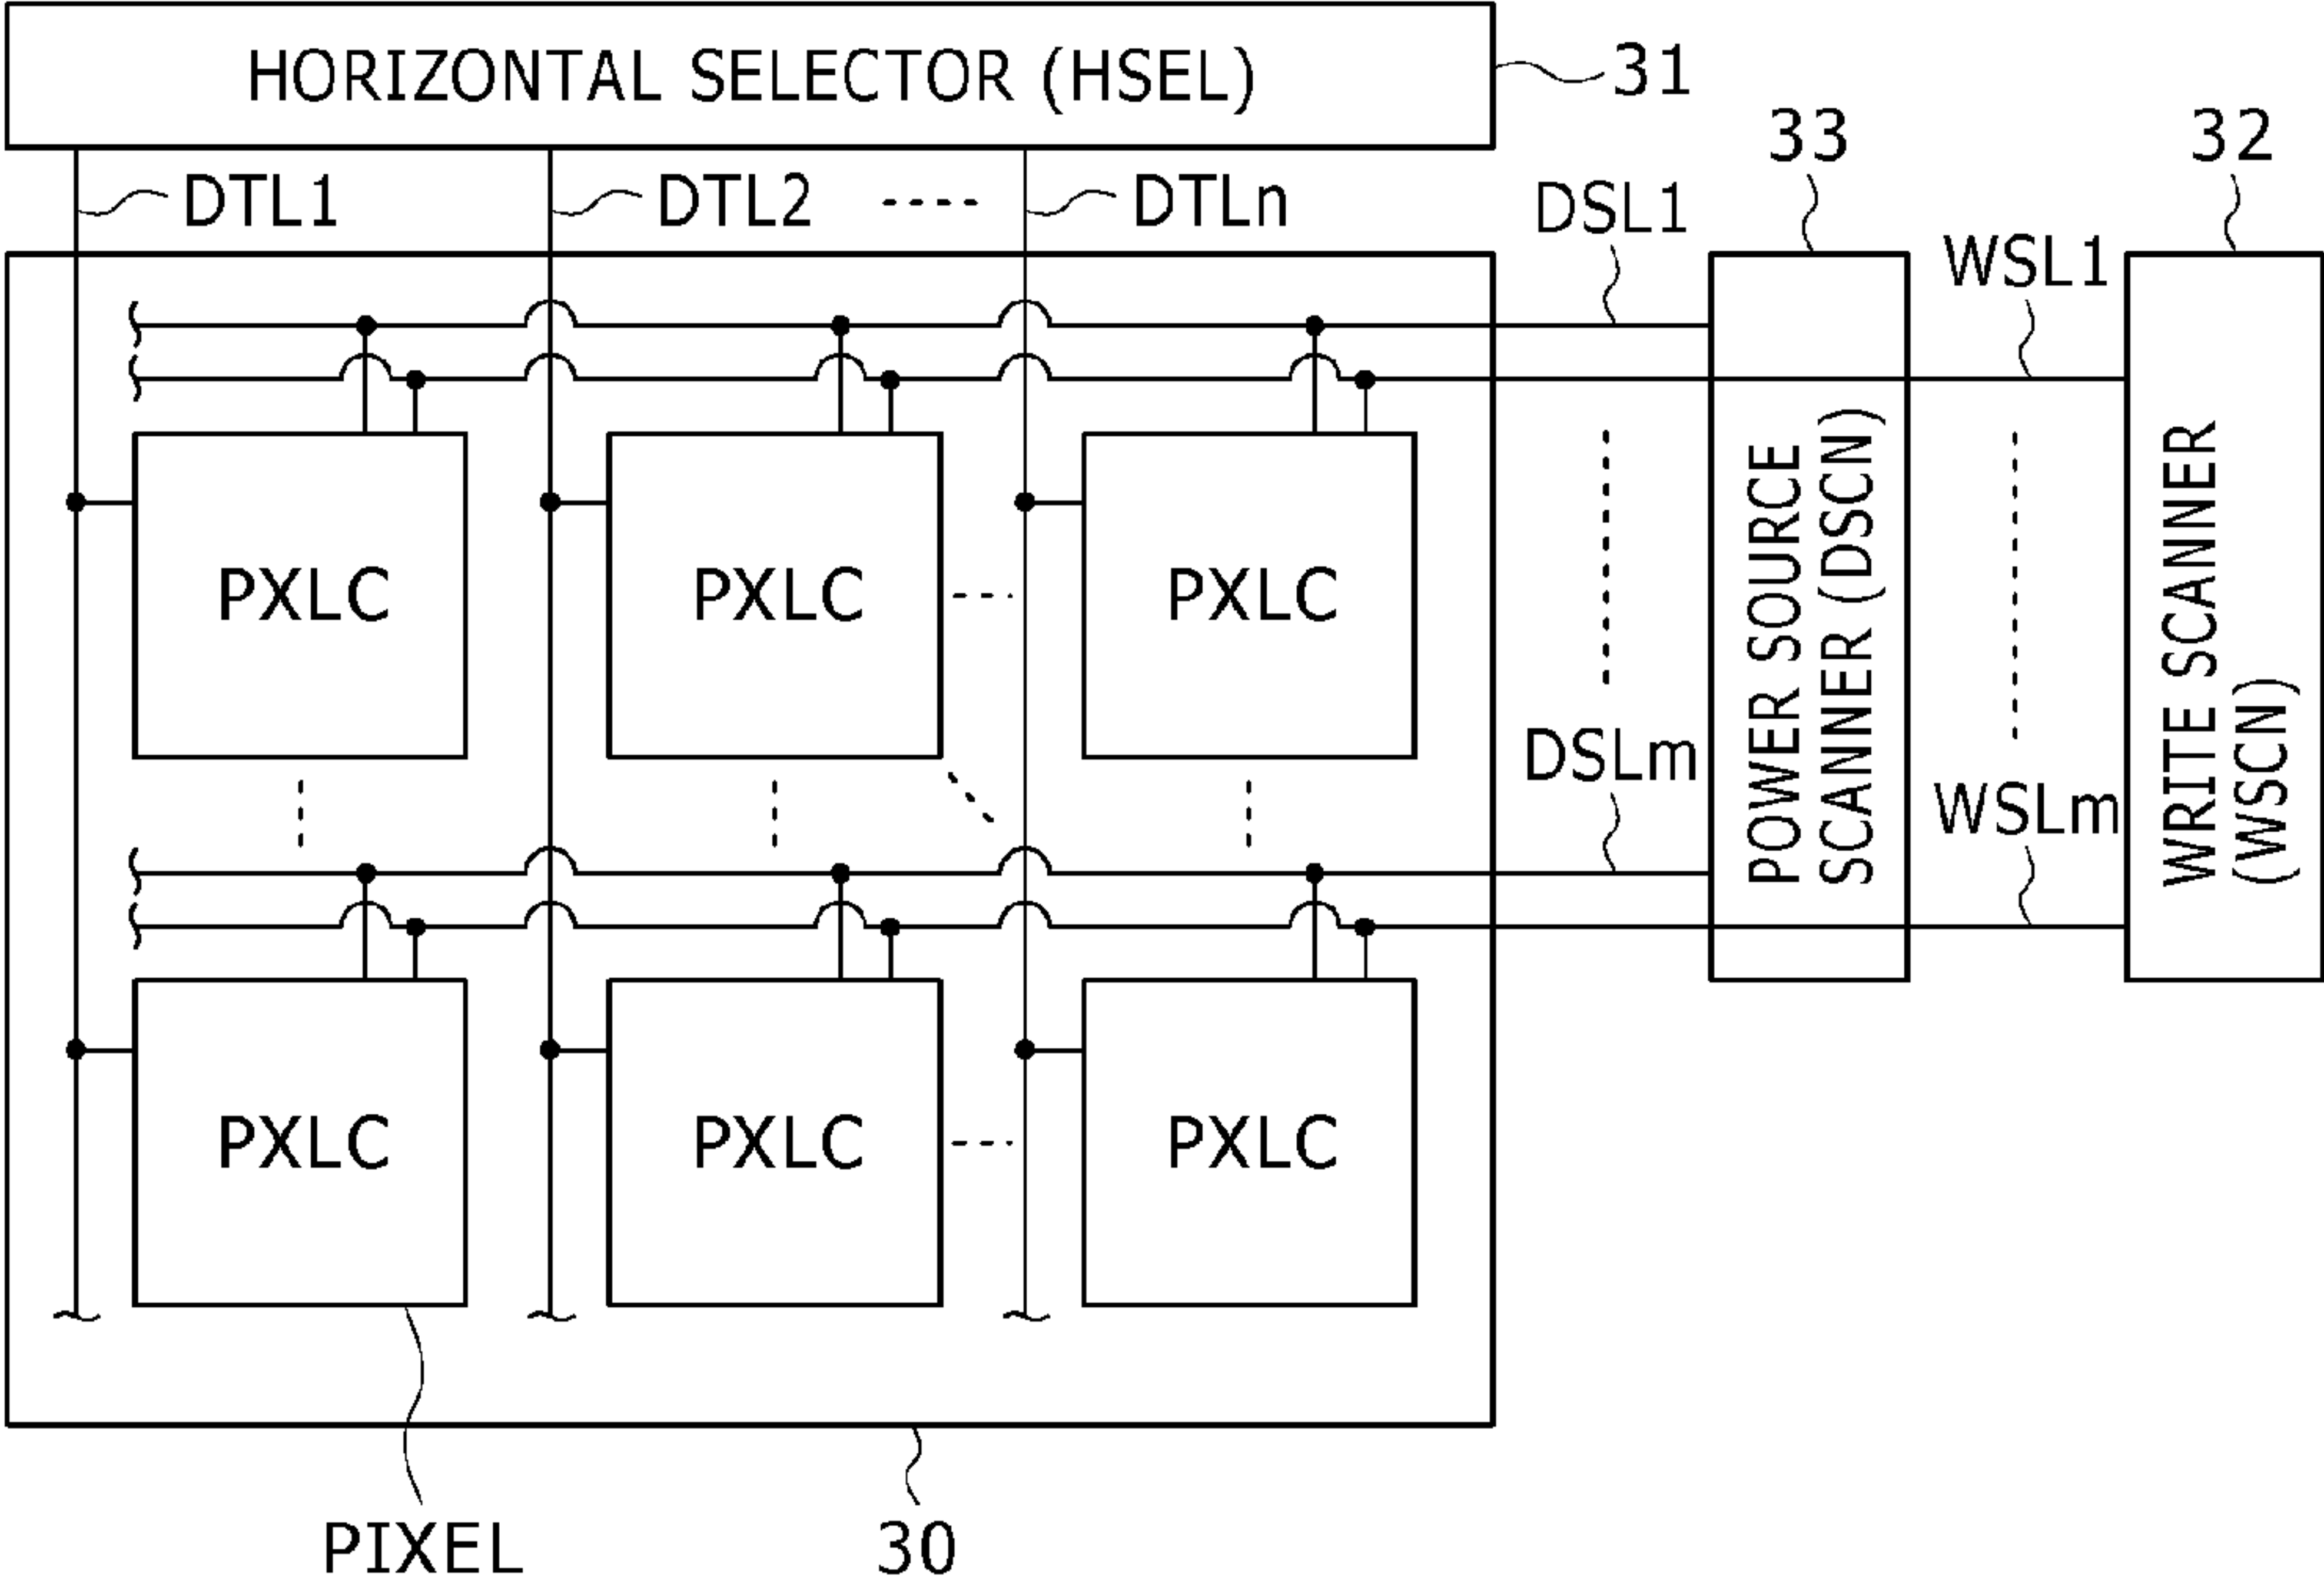 HORIZONTAL SELECTOR (HSEL)
31
33
32
DTL1
DTL2
DTLn
DSL1
WSL1
PXLC
PXLC
PXLC
POWER SOURCE
SCANNER (DSCN)
WRITE SCANNER
(WSCN)
DSLm
WSLm
PXLC
PXLC
PXLC
PIXEL
30